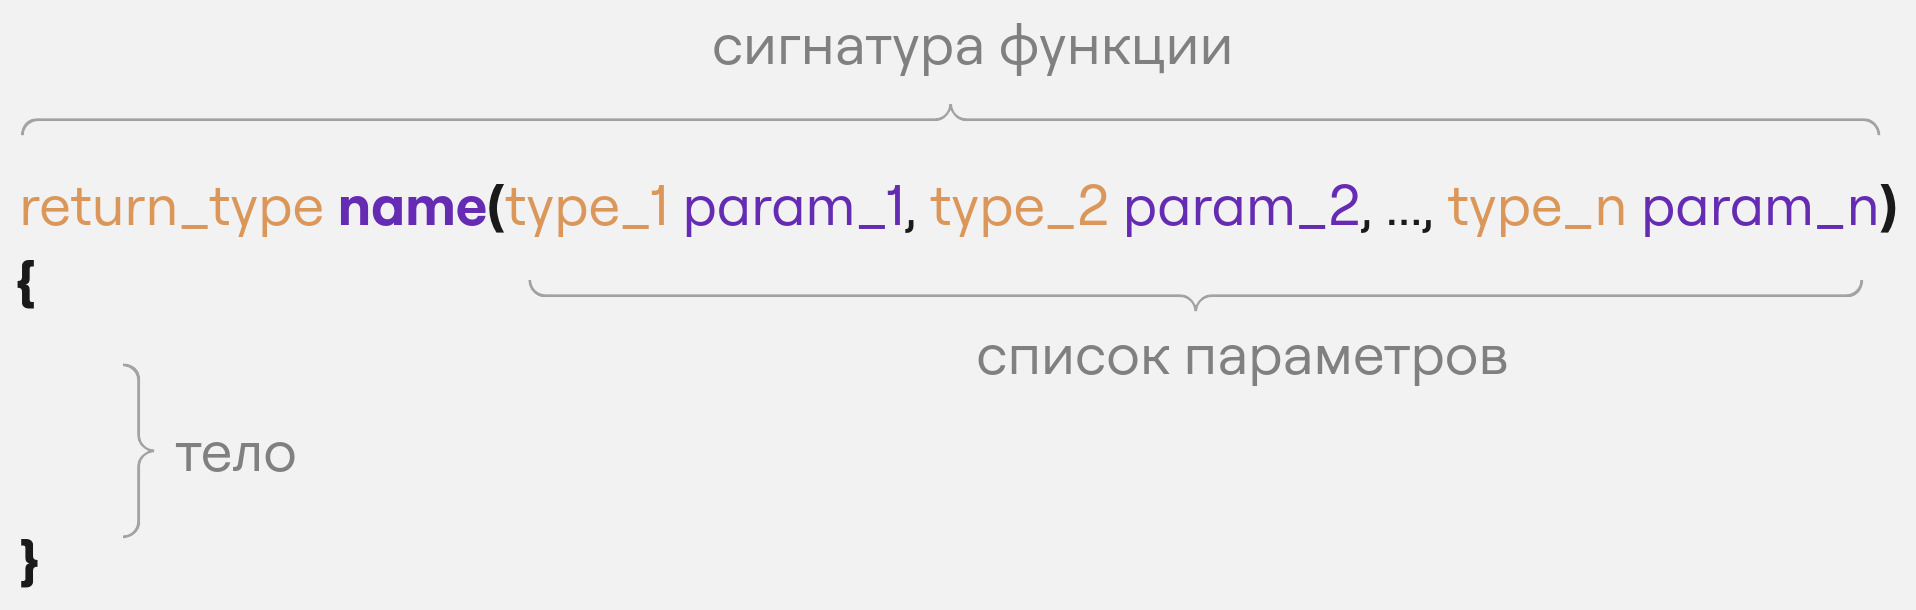 сигнатура функции
return_type name(type_1 param_1, type_2 param_2, ..., type_n param_n)
{
список параметров
тело
}